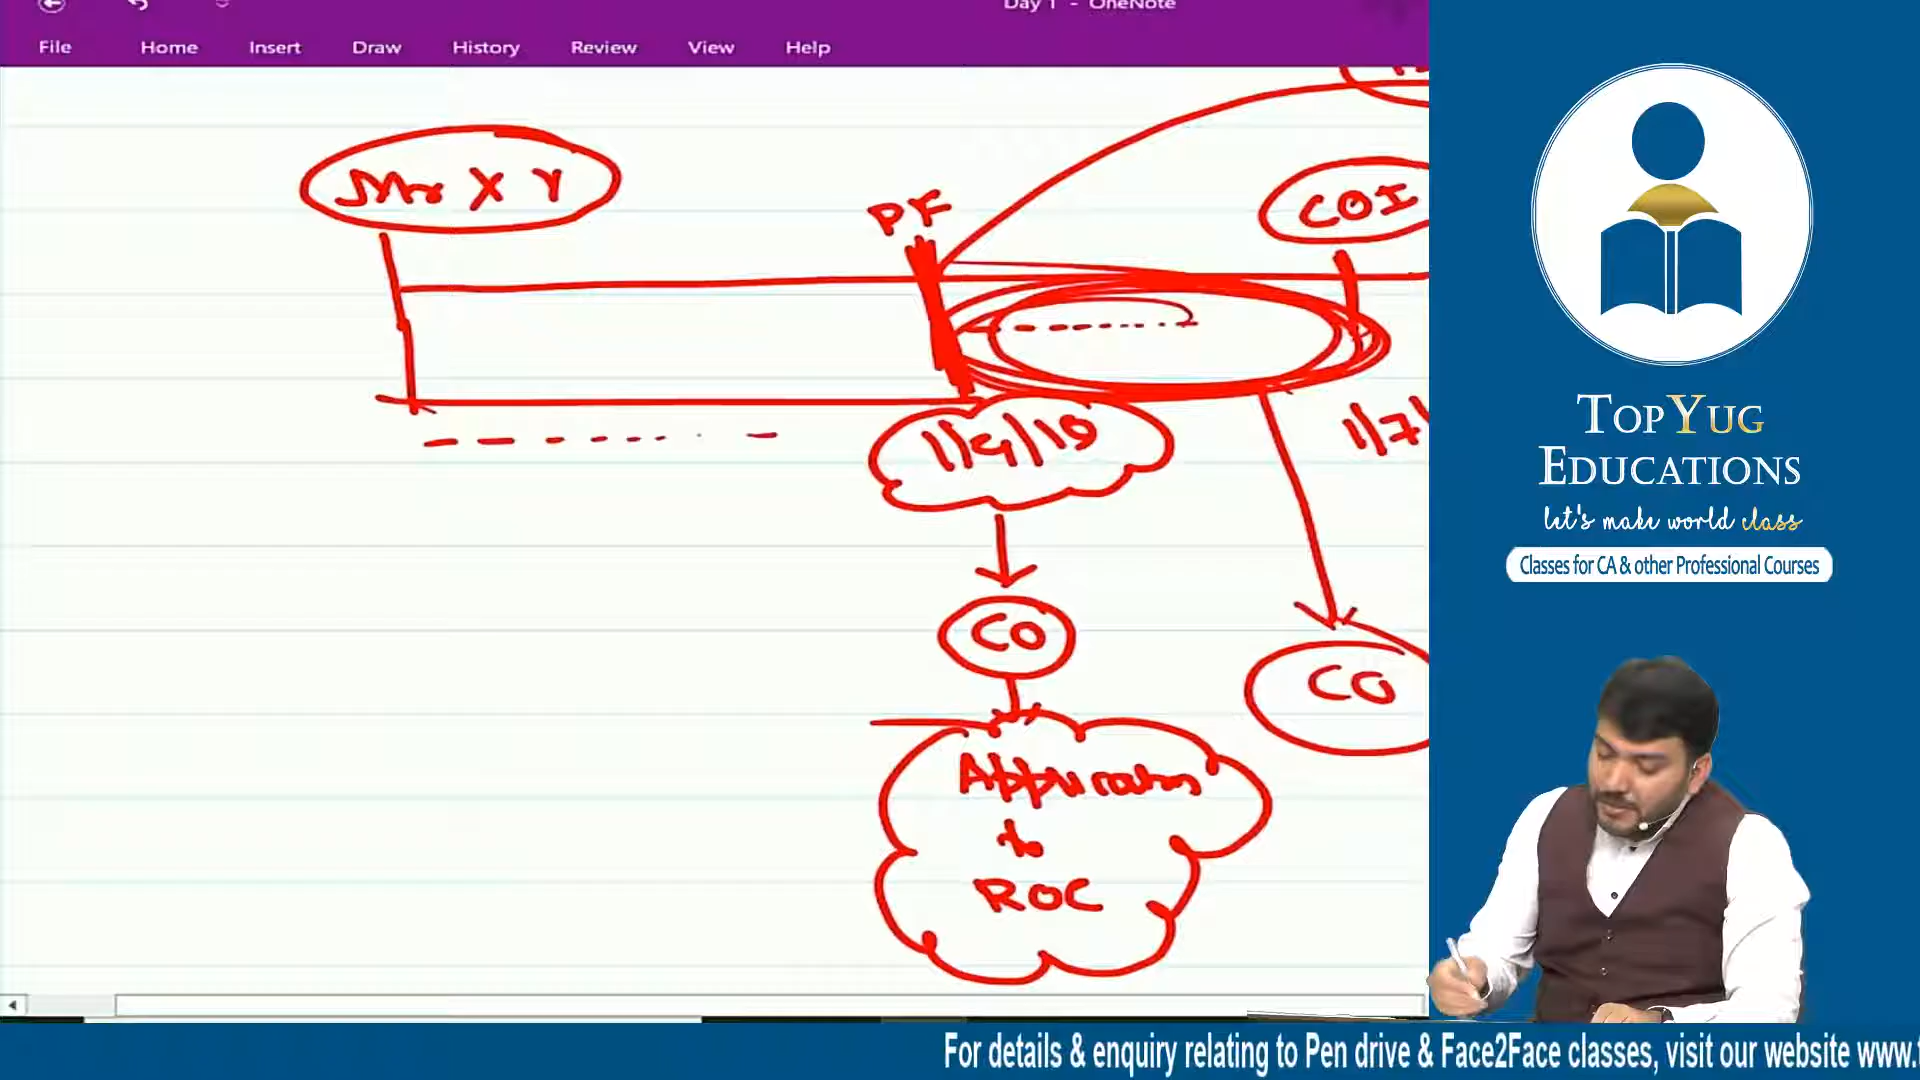 Day 1 - OneNote
File Home Insert Draw History Review View Help
Mr X Y
PF
COI
1/4/19
1/7/
CO
CO
Application
to
ROC
TOPYUG
EDUCATIONS
let's make world class
Classes for CA & other Professional Courses
For details & enquiry relating to Pen drive & Face2Face classes, visit our website www.